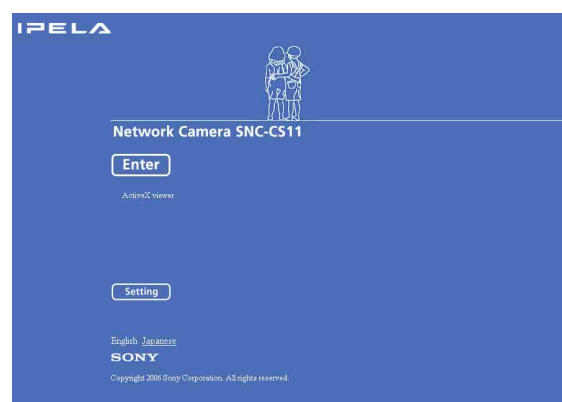 IPELA
Network Camera SNC-CS11
Enter
ActiveX viewer
Setting
English Japanese
SONY
Copyright 2006 Sony Corporation. All rights reserved.